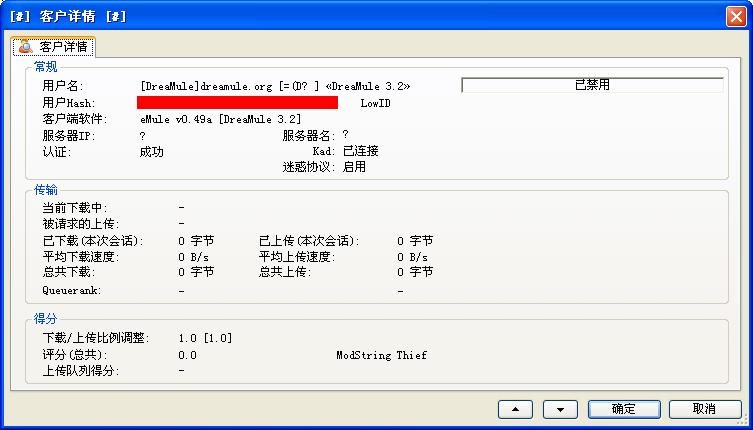 [#] 客户详情 [#]
客户详情
常规
用户名: [DreaMule]dreamule.org [=(D? ] «DreaMule 3.2» 已禁用
用户Hash: LowID
客户端软件: eMule v0.49a [DreaMule 3.2]
服务器IP: ? 服务器名: ?
认证: 成功 Kad: 已连接
迷惑协议: 启用
传输
当前下载中: -
被请求的上传: -
已下载(本次会话): 0 字节 已上传(本次会话): 0 字节
平均下载速度: 0 B/s 平均上传速度: 0 B/s
总共下载: 0 字节 总共上传: 0 字节
Queuerank: - -
得分
下载/上传比例调整: 1.0 [1.0]
评分(总共): 0.0 ModString Thief
上传队列得分: -
确定 取消